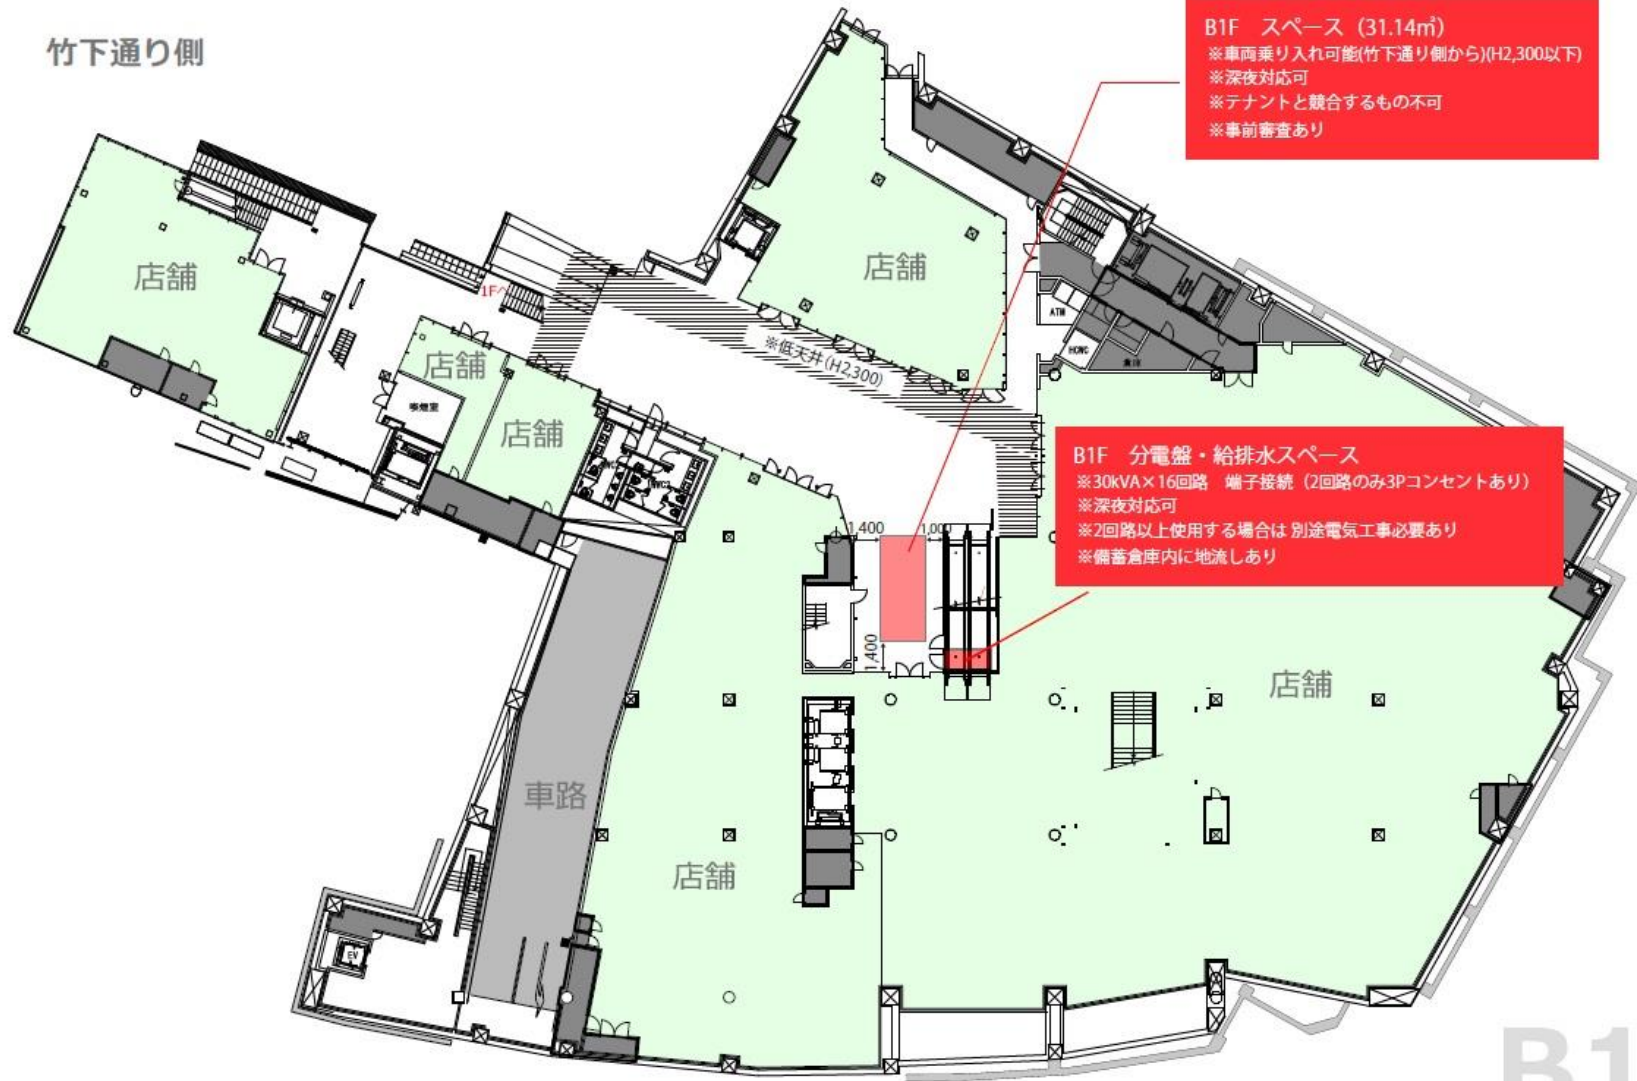 竹下通り側
B1F　スペース（31.14㎡）
※車両乗り入れ可能(竹下通り側から)(H2,300以下)
※深夜対応可
※テナントと競合するもの不可
※事前審査あり
店舗
店舗
1Fへ
ATM
※低天井(H2,300)
HCWC
店舗
喫煙室
店舗
B1F　分電盤・給排水スペース
※30kVA×16回路　端子接続（2回路のみ3Pコンセントあり）
※深夜対応可
※2回路以上使用する場合は 別途電気工事必要あり
※備蓄倉庫内に地流しあり
1,400
1,400
店舗
車路
店舗
EV
B1